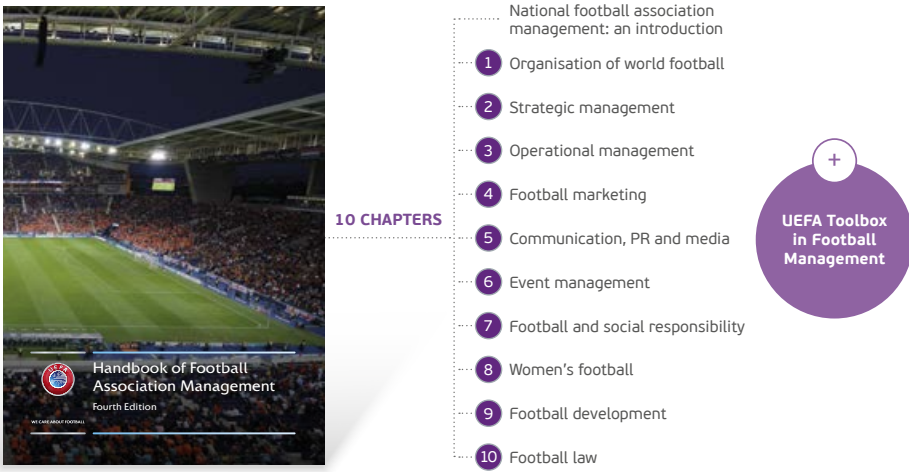 UEFA
WE CARE ABOUT FOOTBALL
Handbook of Football
Association Management
Fourth Edition
10 CHAPTERS
National football association
management: an introduction
1 Organisation of world football
2 Strategic management
3 Operational management
4 Football marketing
5 Communication, PR and media
6 Event management
7 Football and social responsibility
8 Women's football
9 Football development
10 Football law
+
UEFA Toolbox
in Football
Management